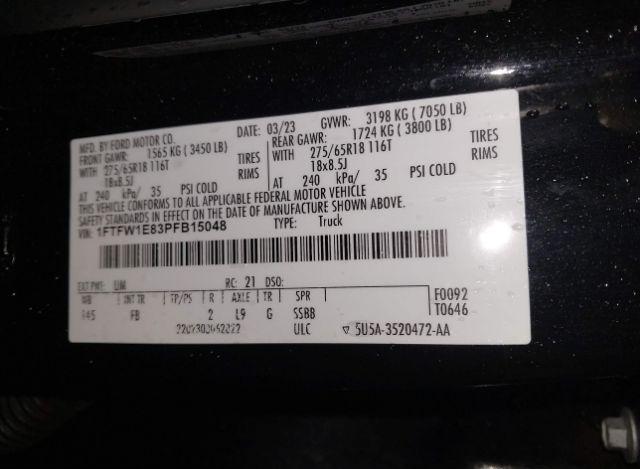 MFD. BY FORD MOTOR CO.
DATE: 03/23 GVWR: 3198 KG ( 7050 LB)
FRONT GAWR: 1565 KG ( 3450 LB) REAR GAWR: 1724 KG ( 3800 LB)
WITH 275/65R18 116T TIRES WITH 275/65R18 116T TIRES
18x8.5J RIMS 18x8.5J RIMS
AT 240 kPa/ 35 PSI COLD AT 240 kPa/ 35 PSI COLD
THIS VEHICLE CONFORMS TO ALL APPLICABLE FEDERAL MOTOR VEHICLE
SAFETY STANDARDS IN EFFECT ON THE DATE OF MANUFACTURE SHOWN ABOVE.
VIN: 1FTFW1E83PFB15048 TYPE: Truck
EXT PNT: UM RC: 21 DSO:
WB INT TR TP/PS R AXLE TR SPR F0092
145 FB 2 L9 G SSBB T0646
ULC 5U5A-3520472-AA